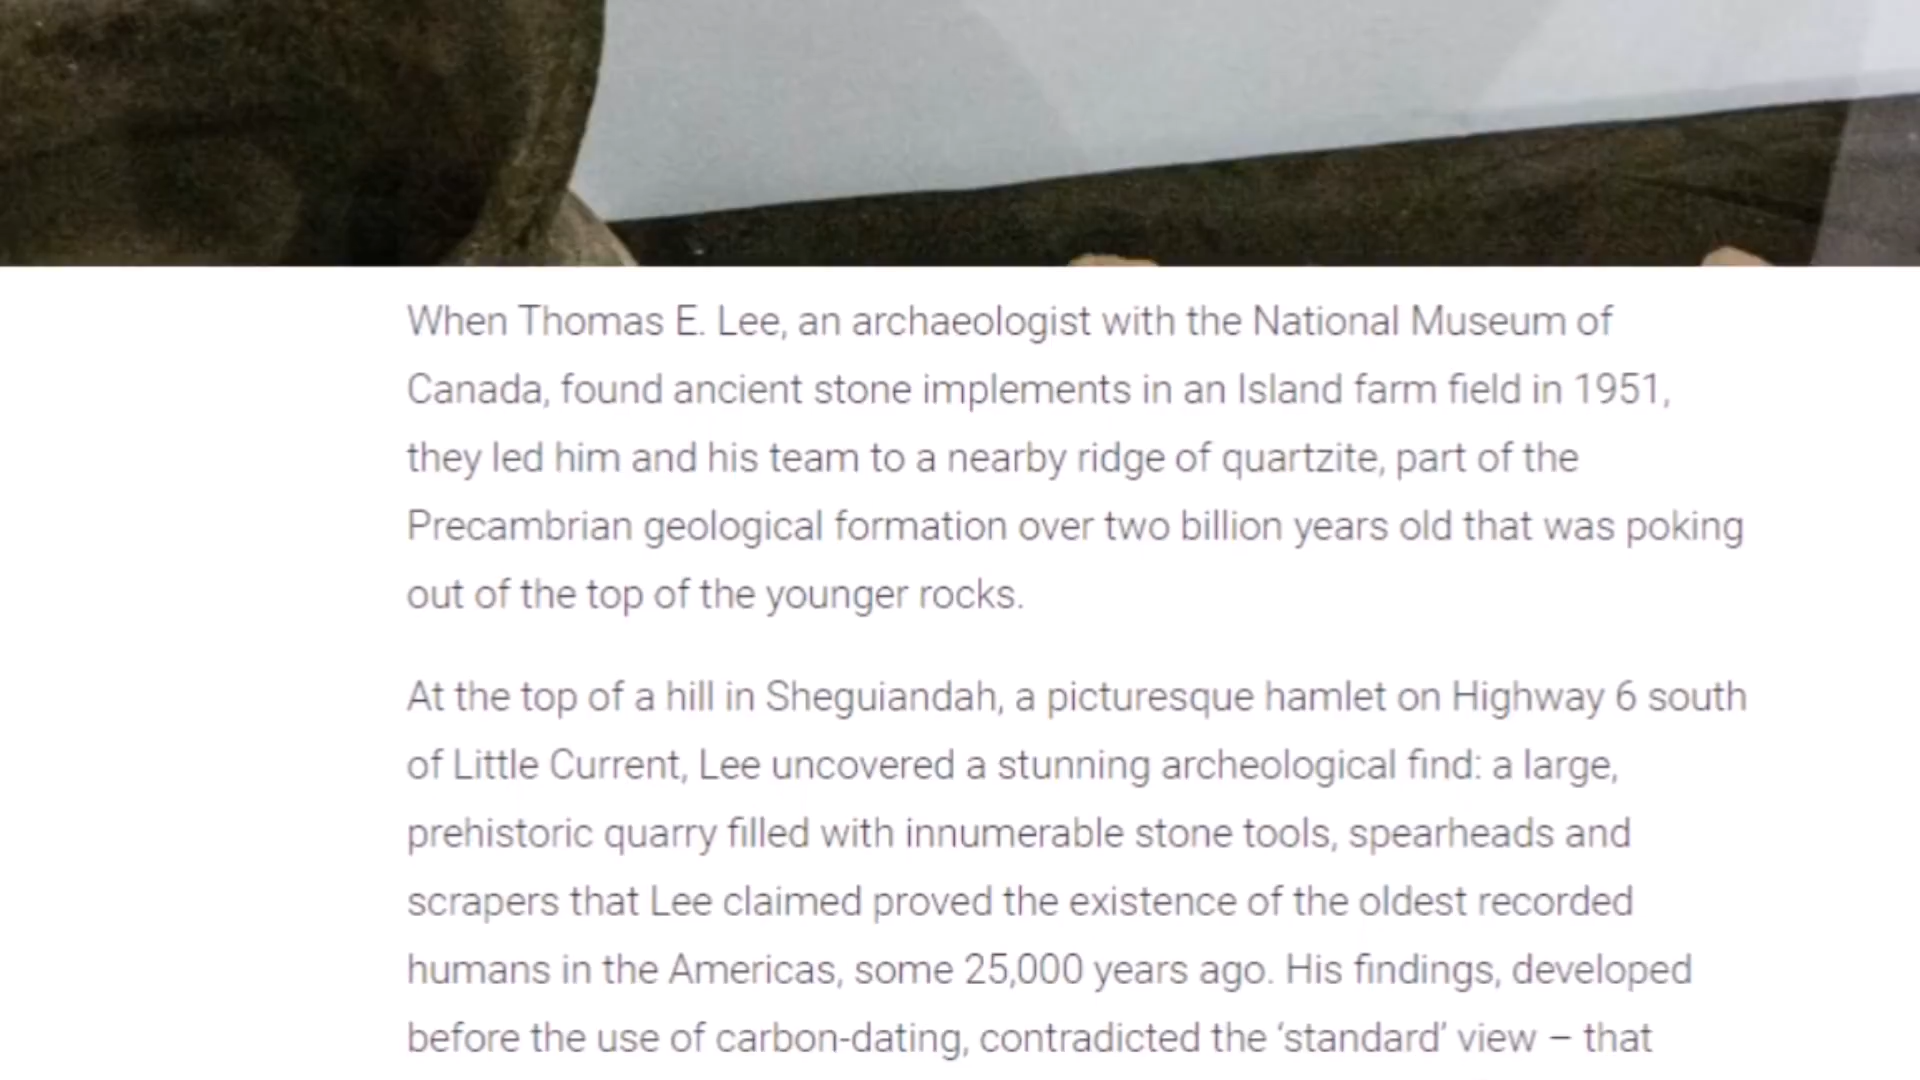 When Thomas E. Lee, an archaeologist with the National Museum of
Canada, found ancient stone implements in an Island farm field in 1951,
they led him and his team to a nearby ridge of quartzite, part of the
Precambrian geological formation over two billion years old that was poking
out of the top of the younger rocks.
At the top of a hill in Sheguiandah, a picturesque hamlet on Highway 6 south
of Little Current, Lee uncovered a stunning archeological find: a large,
prehistoric quarry filled with innumerable stone tools, spearheads and
scrapers that Lee claimed proved the existence of the oldest recorded
humans in the Americas, some 25,000 years ago. His findings, developed
before the use of carbon-dating, contradicted the ‘standard’ view – that